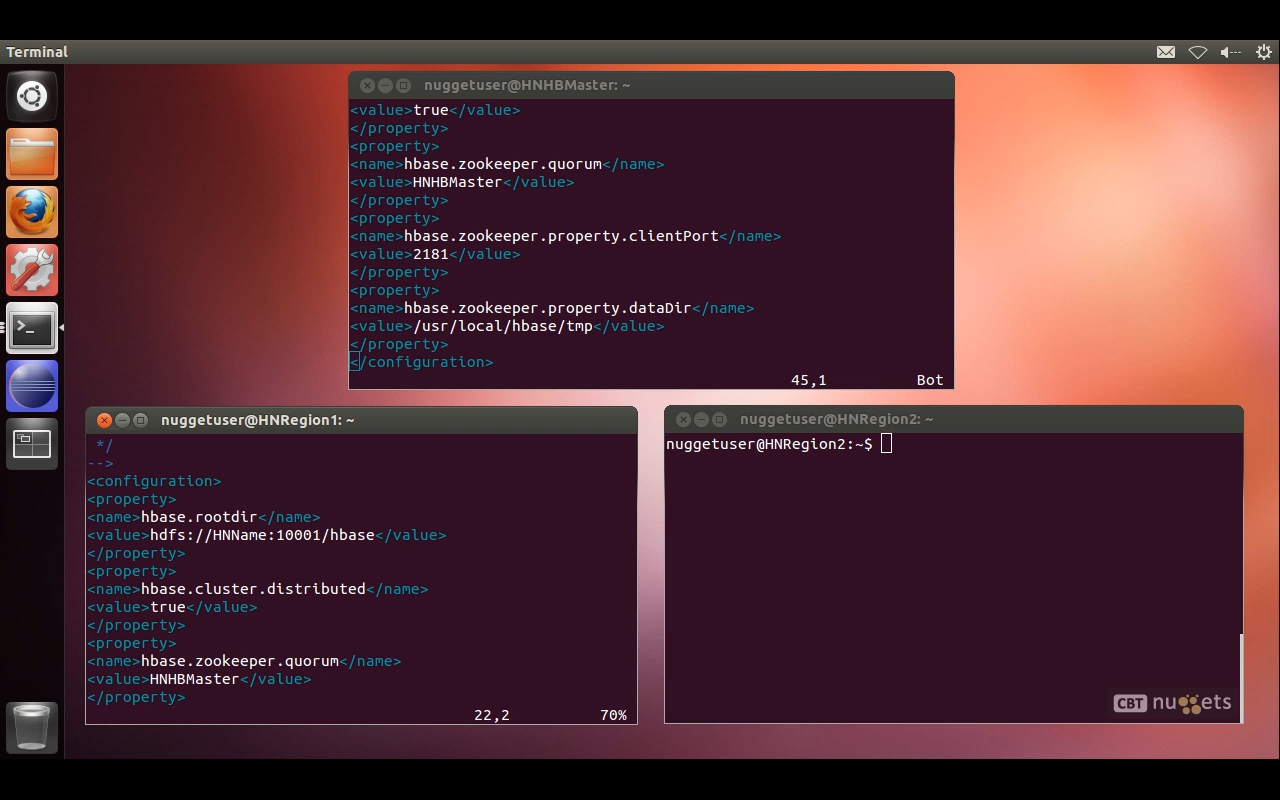 Terminal
nuggetuser@HNHBMaster: ~
<value>true</value>
</property>
<property>
<name>hbase.zookeeper.quorum</name>
<value>HNHBMaster</value>
</property>
<property>
<name>hbase.zookeeper.property.clientPort</name>
<value>2181</value>
</property>
<property>
<name>hbase.zookeeper.property.dataDir</name>
<value>/usr/local/hbase/tmp</value>
</property>
</configuration>
45,1 Bot
nuggetuser@HNRegion1: ~
*/
-->
<configuration>
<property>
<name>hbase.rootdir</name>
<value>hdfs://HNName:10001/hbase</value>
</property>
<property>
<name>hbase.cluster.distributed</name>
<value>true</value>
</property>
<property>
<name>hbase.zookeeper.quorum</name>
<value>HNHBMaster</value>
</property>
22,2 70%
nuggetuser@HNRegion2: ~
nuggetuser@HNRegion2:~$
CBT nuggets